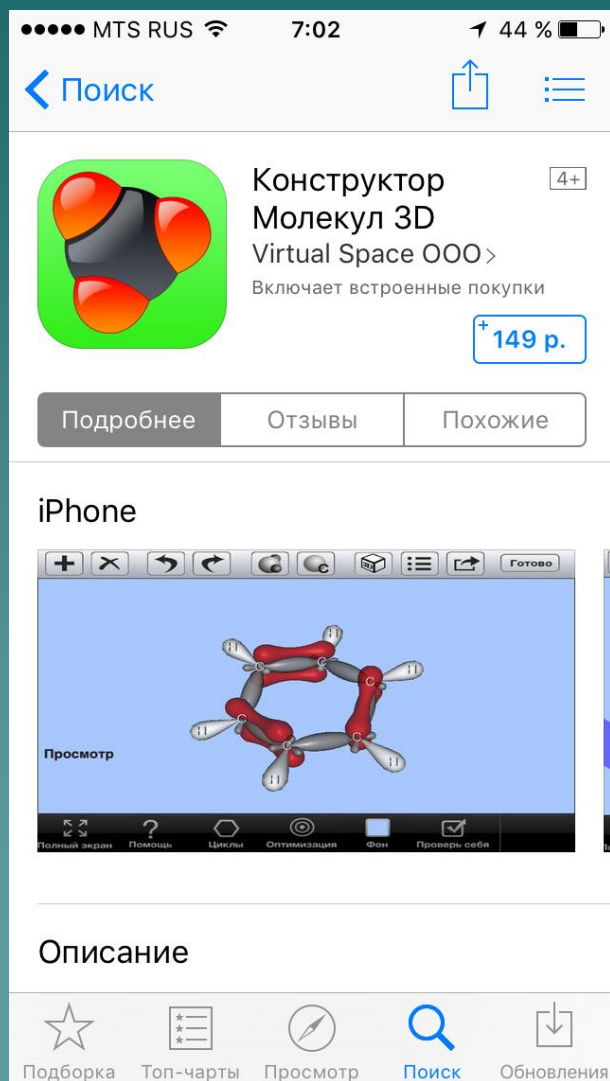 MTS RUS 7:02 44 %
Поиск
Конструктор 4+
Молекул 3D
Virtual Space OOO
Включает встроенные покупки
+ 149 р.
Подробнее Отзывы Похожие
iPhone
Готово
H H
C C H
C
H C
C C H
H
Просмотр
?
Полный экран Помощь Циклы Оптимизация Фон Проверь себя
Описание
Подборка Топ-чарты Просмотр Поиск Обновления